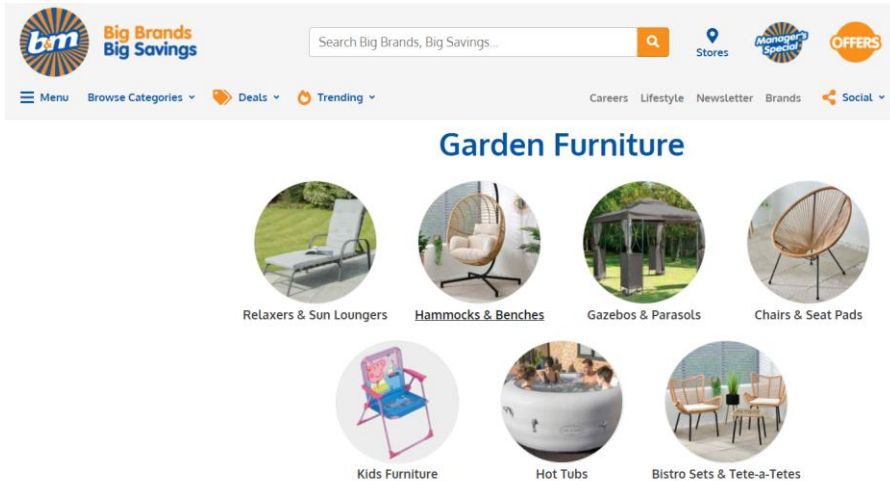 b&m
Big Brands
Big Savings
Search Big Brands, Big Savings...
Stores
Manager's
Special
OFFERS
Menu
Browse Categories
Deals
Trending
Careers
Lifestyle
Newsletter
Brands
Social
Garden Furniture
Relaxers & Sun Loungers
Hammocks & Benches
Gazebos & Parasols
Chairs & Seat Pads
Kids Furniture
Hot Tubs
Bistro Sets & Tete-a-Tetes